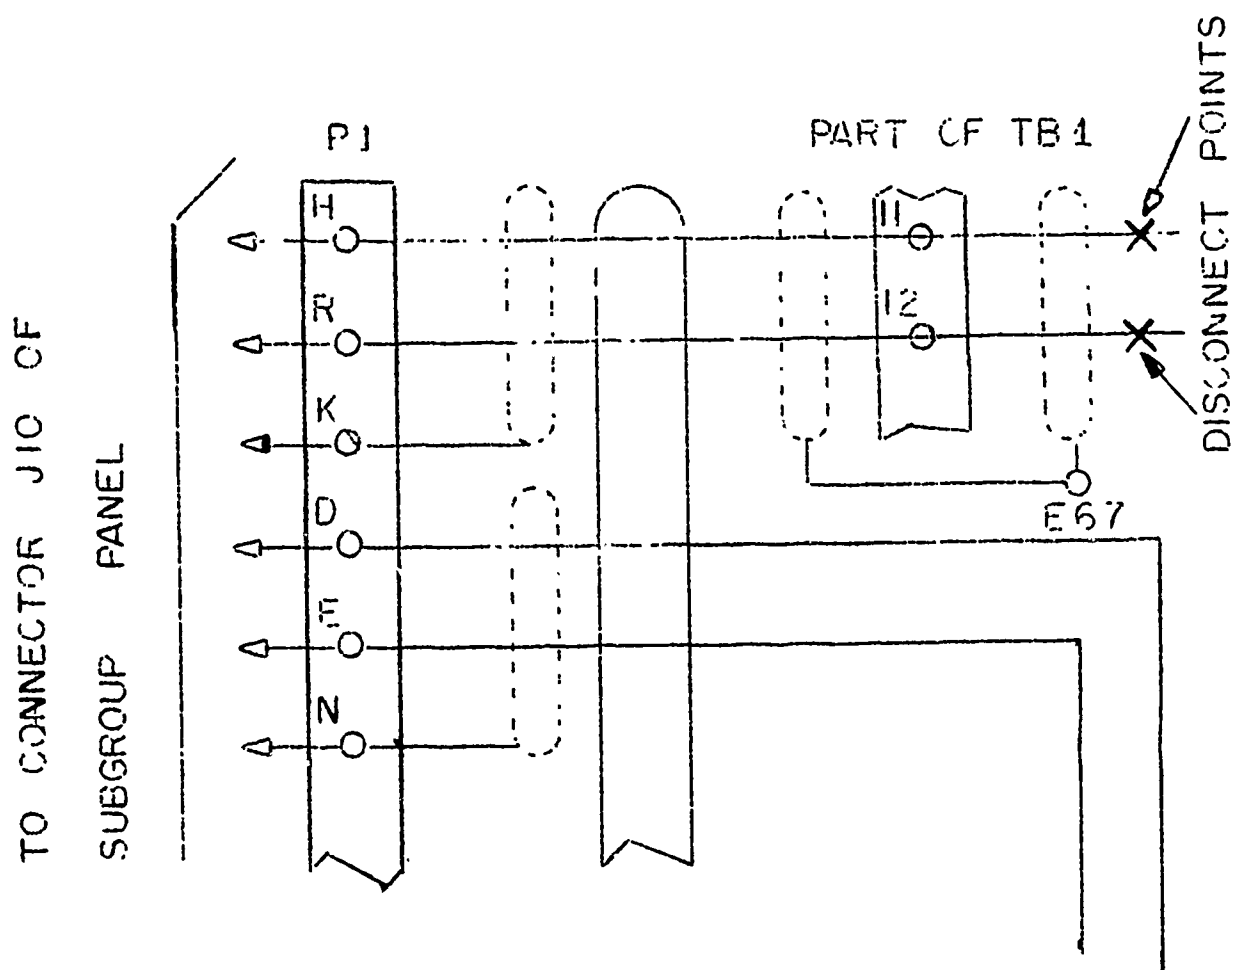 TO CONNECTOR J10 OF
SUBGROUP PANEL
P1
H
R
K
D
E
N
PART OF TB1
11
12
E67
DISCONNECT POINTS